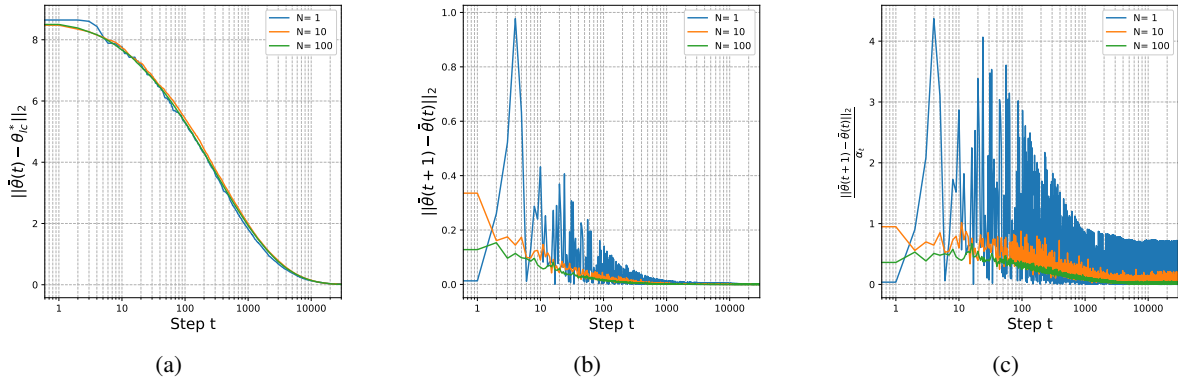 8
6
4
2
0
1
10
100
1000
10000
Step t
||θ̄(t) − θ*_lc||₂
N= 1
N= 10
N= 100
(a)
1.0
0.8
0.6
0.4
0.2
0.0
1
10
100
1000
10000
Step t
||θ̄(t + 1) − θ̄(t)||₂
N= 1
N= 10
N= 100
(b)
4
3
2
1
0
1
10
100
1000
10000
Step t
||θ̄(t + 1) − θ̄(t)||₂
α_t
N= 1
N= 10
N= 100
(c)